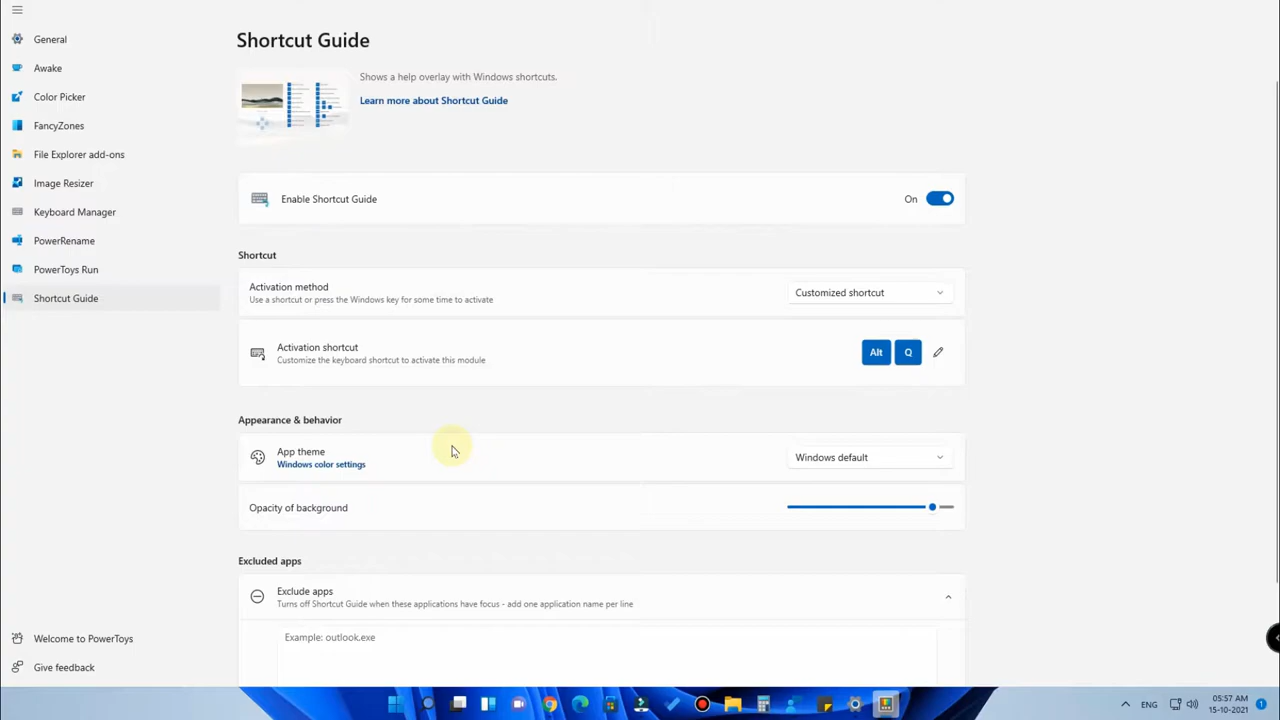 General
Awake
Color Picker
FancyZones
File Explorer add-ons
Image Resizer
Keyboard Manager
PowerRename
PowerToys Run
Shortcut Guide
Welcome to PowerToys
Give feedback
Shortcut Guide
Shows a help overlay with Windows shortcuts.
Learn more about Shortcut Guide
Enable Shortcut Guide
On
Shortcut
Activation method
Use a shortcut or press the Windows key for some time to activate
Customized shortcut
Activation shortcut
Customize the keyboard shortcut to activate this module
Alt Q
Appearance & behavior
App theme
Windows color settings
Windows default
Opacity of background
Excluded apps
Exclude apps
Turns off Shortcut Guide when these applications have focus - add one application name per line
Example: outlook.exe
ENG
05:57 AM
15-10-2021